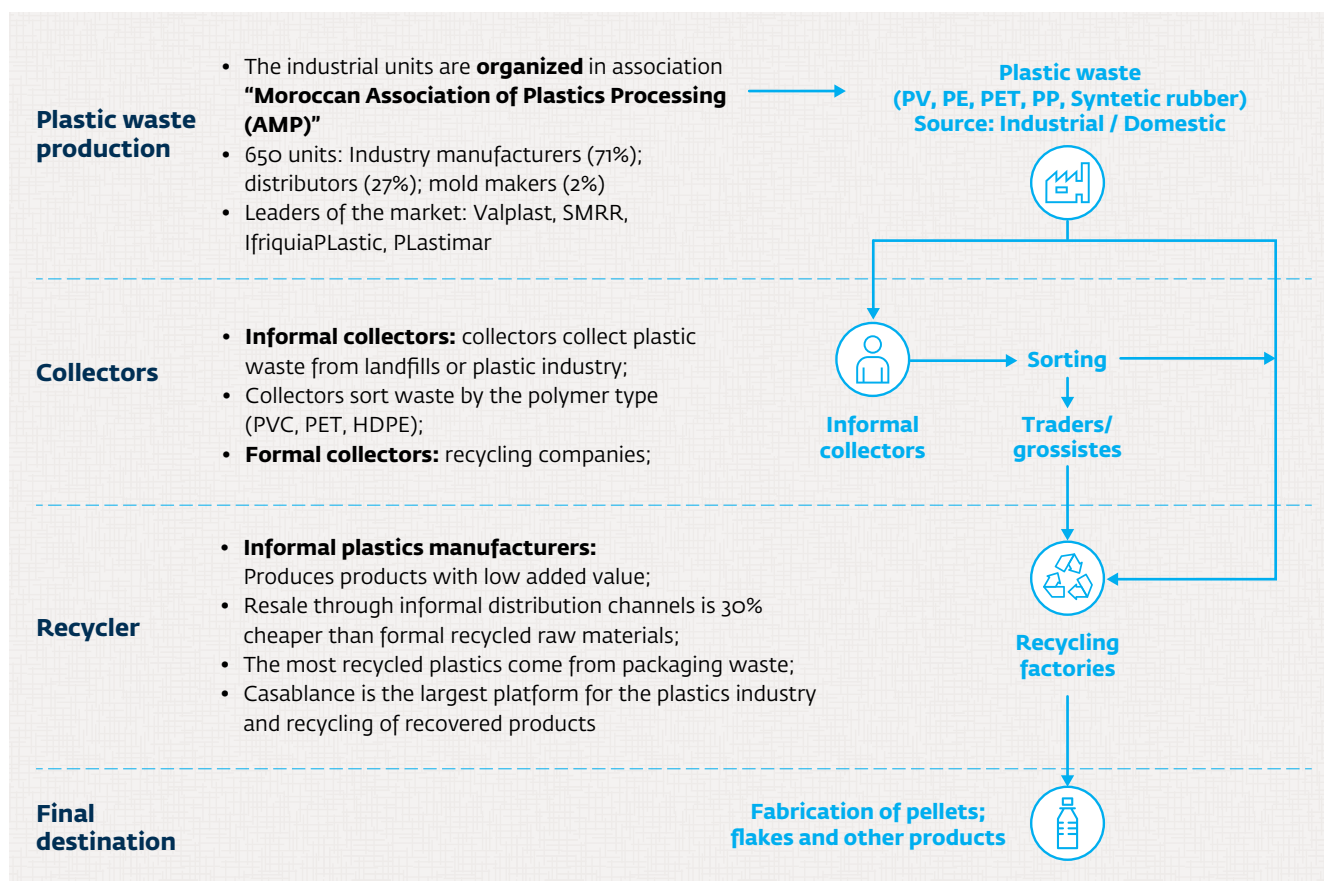 Plastic waste
production
• The industrial units are organized in association
“Moroccan Association of Plastics Processing
(AMP)”
• 650 units: Industry manufacturers (71%);
distributors (27%); mold makers (2%)
• Leaders of the market: Valplast, SMRR,
IfriquiaPLastic, PLastimar
Plastic waste
(PV, PE, PET, PP, Syntetic rubber)
Source: Industrial / Domestic
Collectors
• Informal collectors: collectors collect plastic
waste from landfills or plastic industry;
• Collectors sort waste by the polymer type
(PVC, PET, HDPE);
• Formal collectors: recycling companies;
Informal
collectors
Sorting
Traders/
grossistes
Recycler
• Informal plastics manufacturers:
Produces products with low added value;
• Resale through informal distribution channels is 30%
cheaper than formal recycled raw materials;
• The most recycled plastics come from packaging waste;
• Casablance is the largest platform for the plastics industry
and recycling of recovered products
Recycling
factories
Final
destination
Fabrication of pellets;
flakes and other products